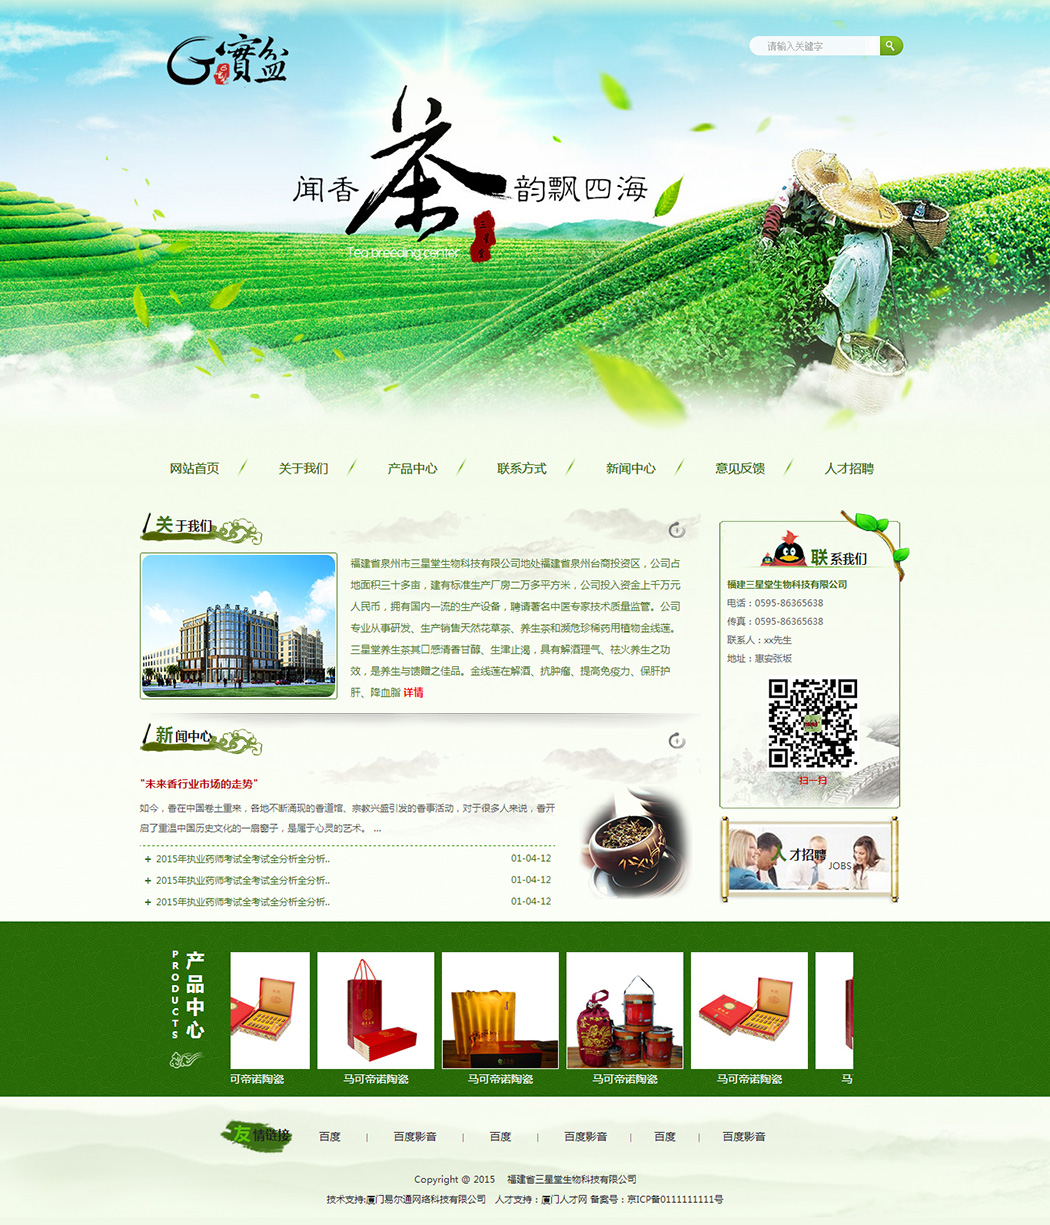 G寶盆
请输入关键字
闻香
茶
韵飘四海
三星堂
Tea breeding center
网站首页
关于我们
产品中心
联系方式
新闻中心
意见反馈
人才招聘
关于我们
福建省泉州市三星堂生物科技有限公司地处福建省泉州台商投资区，公司占
地面积三十多亩，建有标准生产厂房二万多平方米，公司投入资金上千万元
人民币，拥有国内一流的生产设备，聘请著名中医专家技术质量监管。公司
专业从事研发、生产销售天然花草茶、养生茶和濒危珍稀药用植物金线莲。
三星堂养生茶其口感清香甘醇、生津止渴，具有解酒理气、祛火养生之功
效，是养生与馈赠之佳品。金线莲在解酒、抗肿瘤、提高免疫力、保肝护
肝、降血脂 详情
联系我们
福建三星堂生物科技有限公司
电话：0595-86365638
传真：0595-86365638
联系人：xx先生
地址：惠安张坂
扫一扫
新闻中心
"未来香行业市场的走势"
如今，香在中国卷土重来，各地不断涌现的香道馆、宗教兴盛引发的香事活动，对于很多人来说，香开
启了重温中国历史文化的一扇窗子，是属于心灵的艺术。 ...
+ 2015年执业药师考试全考试全分析全分析.. 01-04-12
+ 2015年执业药师考试全考试全分析全分析.. 01-04-12
+ 2015年执业药师考试全考试全分析全分析.. 01-04-12
人才招聘
JOBS
PRODUCTS
产品中心
可帝诺陶瓷
马可帝诺陶瓷
马可帝诺陶瓷
马可帝诺陶瓷
马可帝诺陶瓷
马
友情链接
百度 | 百度影音 | 百度 | 百度影音 | 百度 | 百度影音
Copyright @ 2015 福建省三星堂生物科技有限公司
技术支持:厦门易尔通网络科技有限公司 人才支持：厦门人才网 备案号：京ICP备0111111111号